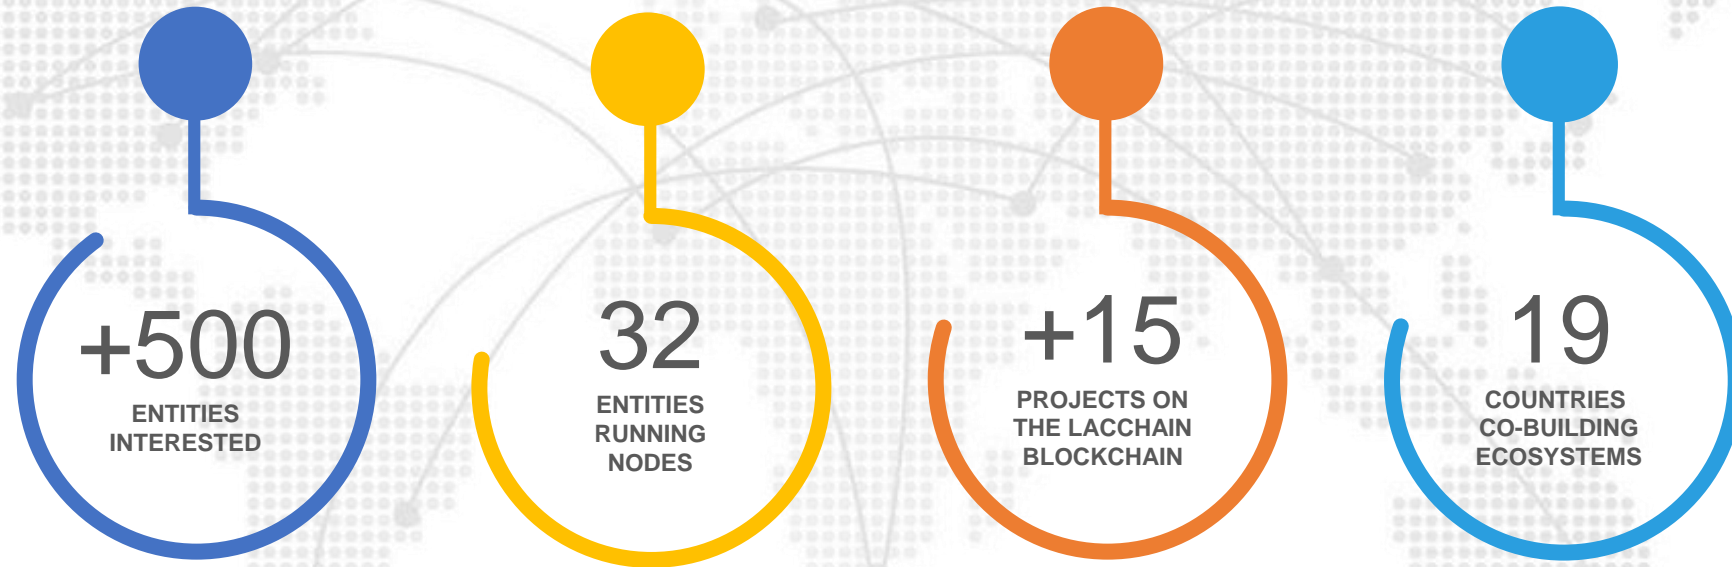 +500
ENTITIES
INTERESTED
32
ENTITIES
RUNNING
NODES
+15
PROJECTS ON
THE LACCHAIN
BLOCKCHAIN
19
COUNTRIES
CO-BUILDING
ECOSYSTEMS